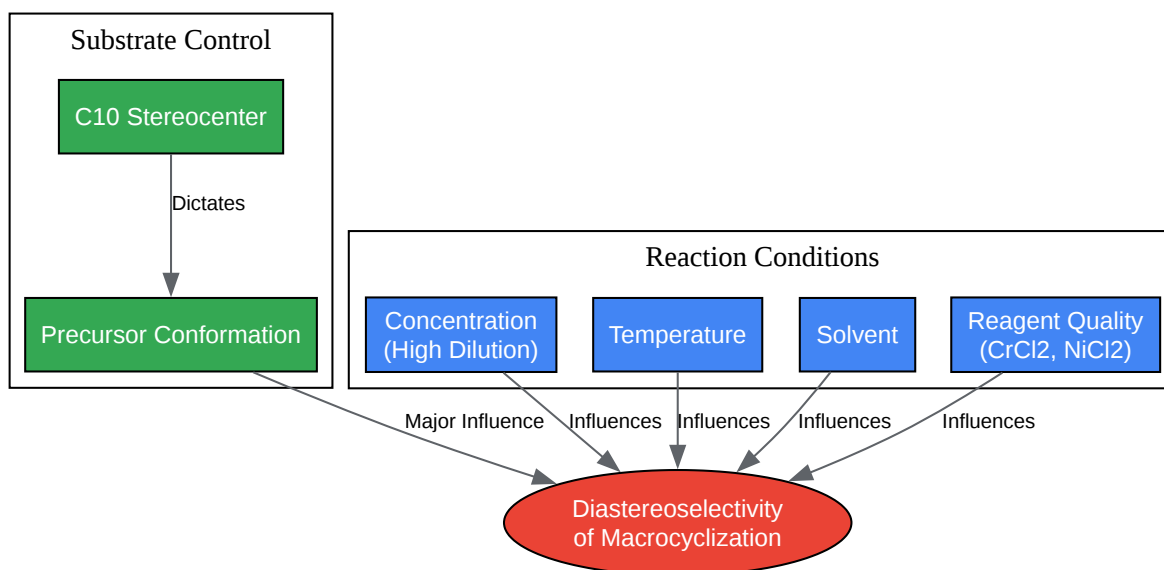 Substrate Control
C10 Stereocenter
Dictates
Precursor Conformation
Reaction Conditions
Concentration
(High Dilution)
Temperature
Solvent
Reagent Quality
(CrCl2, NiCl2)
Major Influence
Influences
Influences
Influences
Influences
Diastereoselectivity
of Macrocyclization